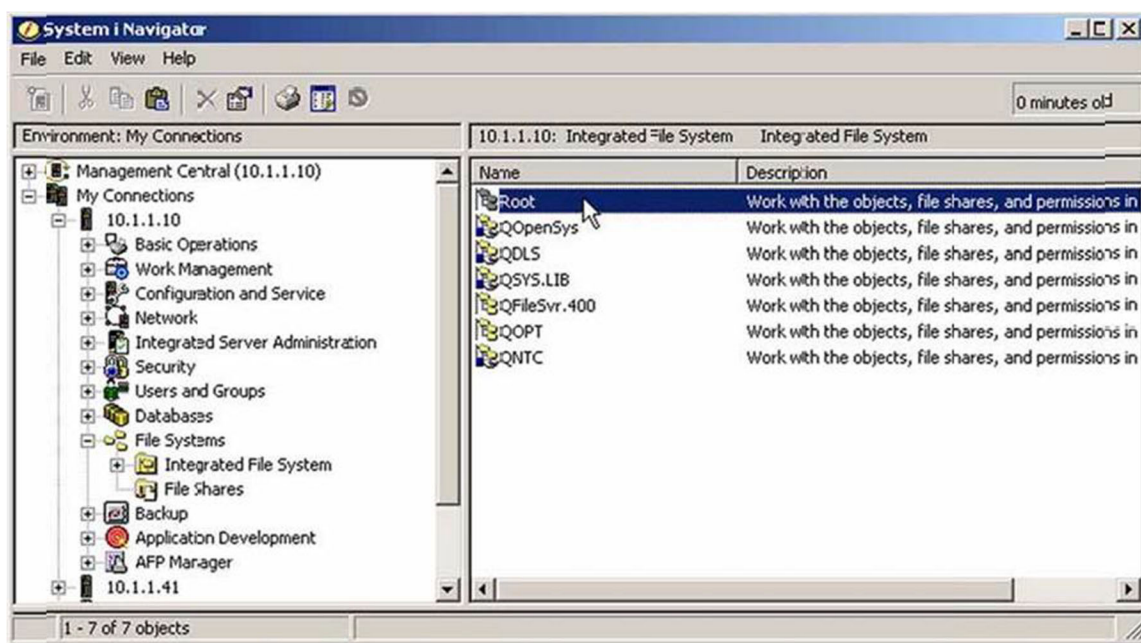 System i Navigator
File Edit View Help
0 minutes old
Environment: My Connections
10.1.1.10: Integrated File System Integrated File System
Management Central (10.1.1.10)
My Connections
10.1.1.10
Basic Operations
Work Management
Configuration and Service
Network
Integrated Server Administration
Security
Users and Groups
Databases
File Systems
Integrated File System
File Shares
Backup
Application Development
AFP Manager
10.1.1.41
Name Description
Root Work with the objects, file shares, and permissions in
QOpenSys Work with the objects, file shares, and permissions in
QDLS Work with the objects, file shares, and permissions in
QSYS.LIB Work with the objects, file shares, and permissions in
QFileSvr.400 Work with the objects, file shares, and permissions in
QOPT Work with the objects, file shares, and permissions in
QNTC Work with the objects, file shares, and permissions in
1 - 7 of 7 objects